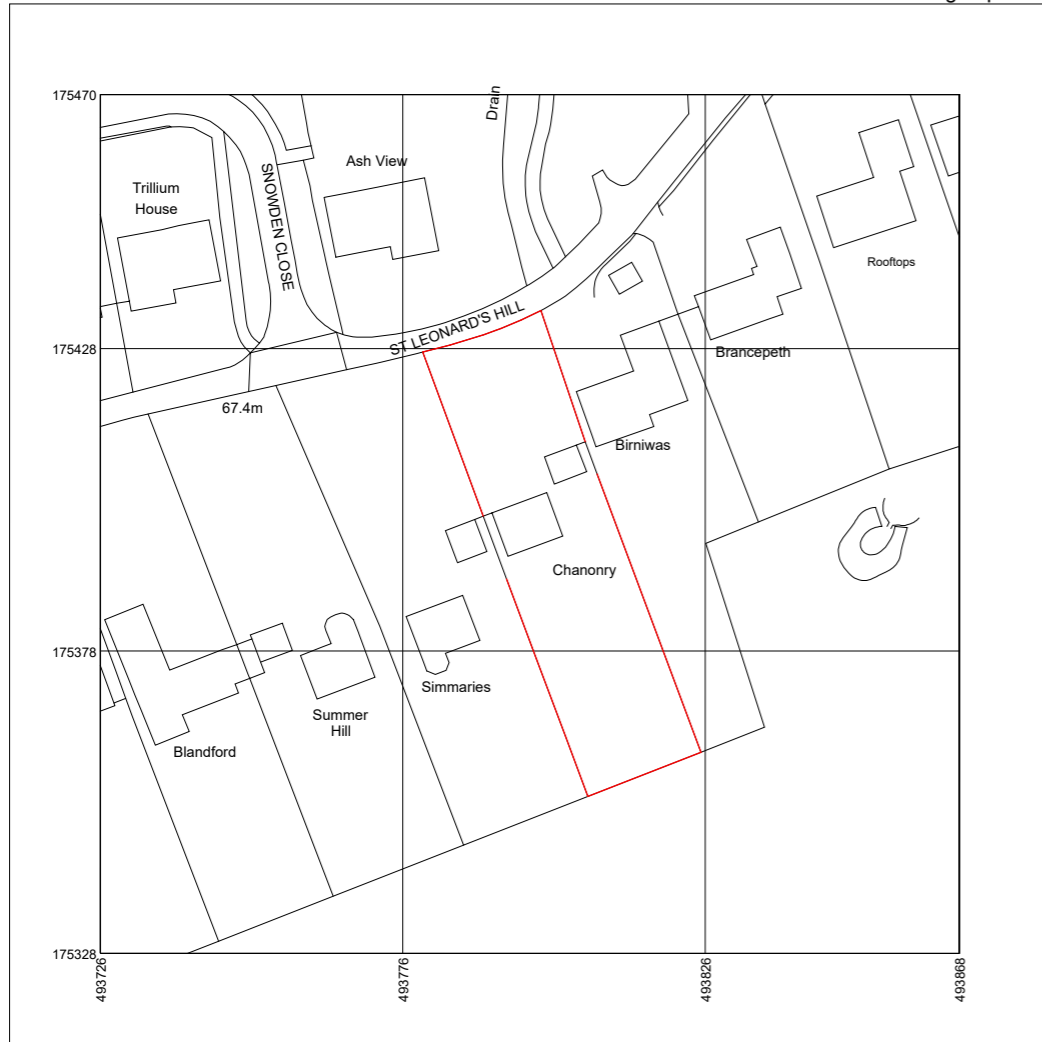 175470
Drain
Ash View
SNOWDEN CLOSE
Trillium
House
Rooftops
ST LEONARD'S HILL
175428
Brancepeth
67.4m
Birniwas
Chanonry
175378
Simmaries
Summer
Hill
Blandford
175328
493726
493776
493826
493868